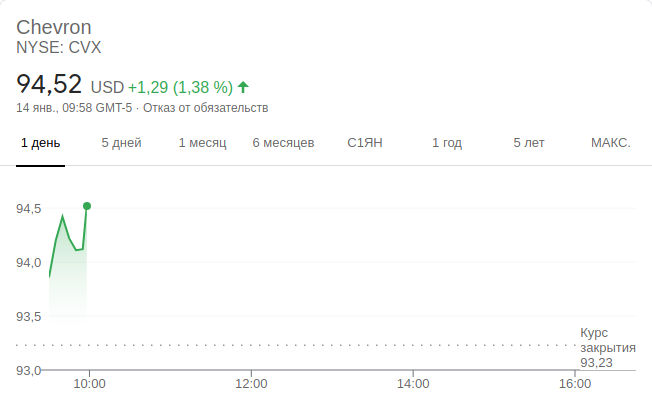 Chevron
NYSE: CVX
94,52 USD +1,29 (1,38 %)
14 янв., 09:58 GMT-5 · Отказ от обязательств
1 день 5 дней 1 месяц 6 месяцев С1ЯН 1 год 5 лет МАКС.
94,5
94,0
93,5
Курс
закрытия
93,23
93,0
10:00 12:00 14:00 16:00